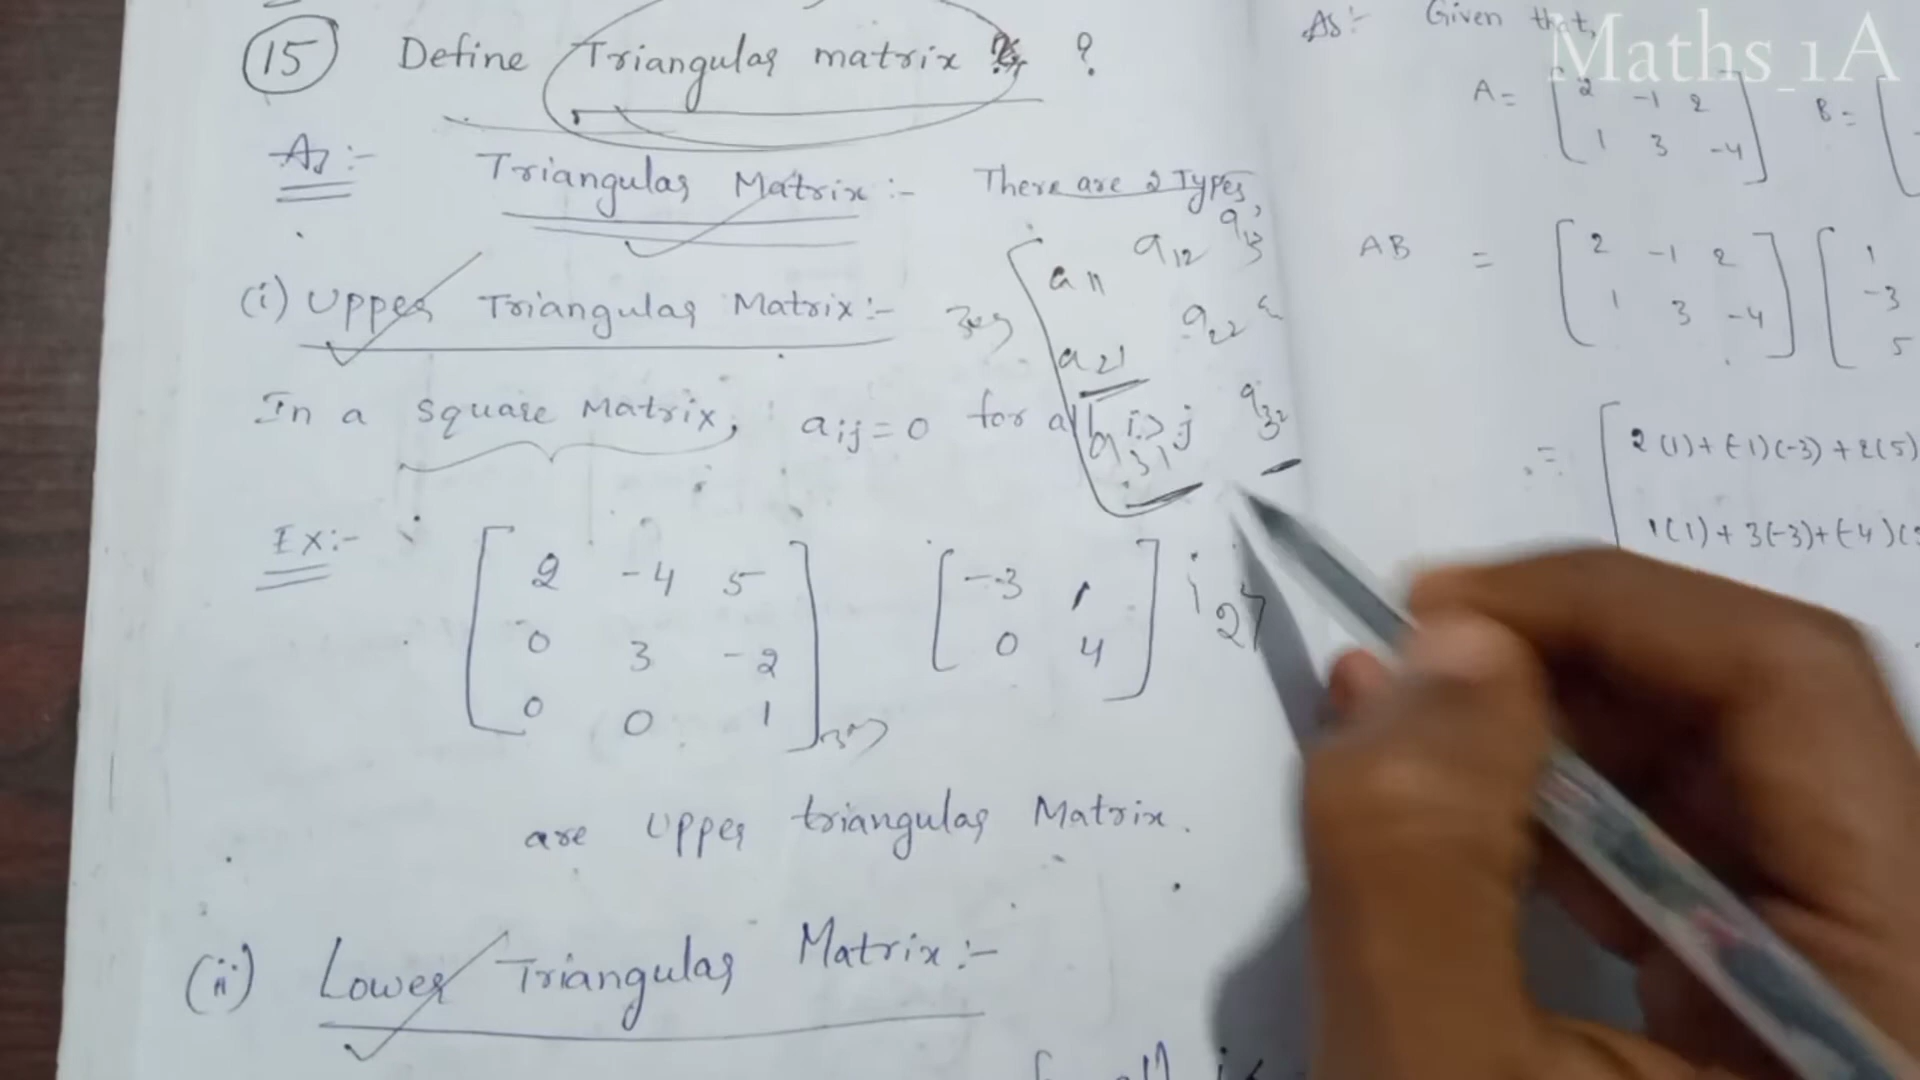 15 Define Triangular matrix ?
As:- Triangular Matrix:- There are 2 Types,
(i) Upper Triangular Matrix:-
a11 a12 a13
a21 a22
a31 a32
In a square Matrix, aij=0 for all i>j
Ex:- 2 -4 5
0 3 -2
0 0 1
-3 1
0 4
are Upper triangular Matrix.
(ii) Lower Triangular Matrix:-
As:- Given that,
Maths_1A
A= 2 -1 2 B=
1 3 -4
AB = 2 -1 2 1
1 3 -4 -3
5
= 2(1)+(-1)(-3)+2(5)
1(1)+3(-3)+(-4)(